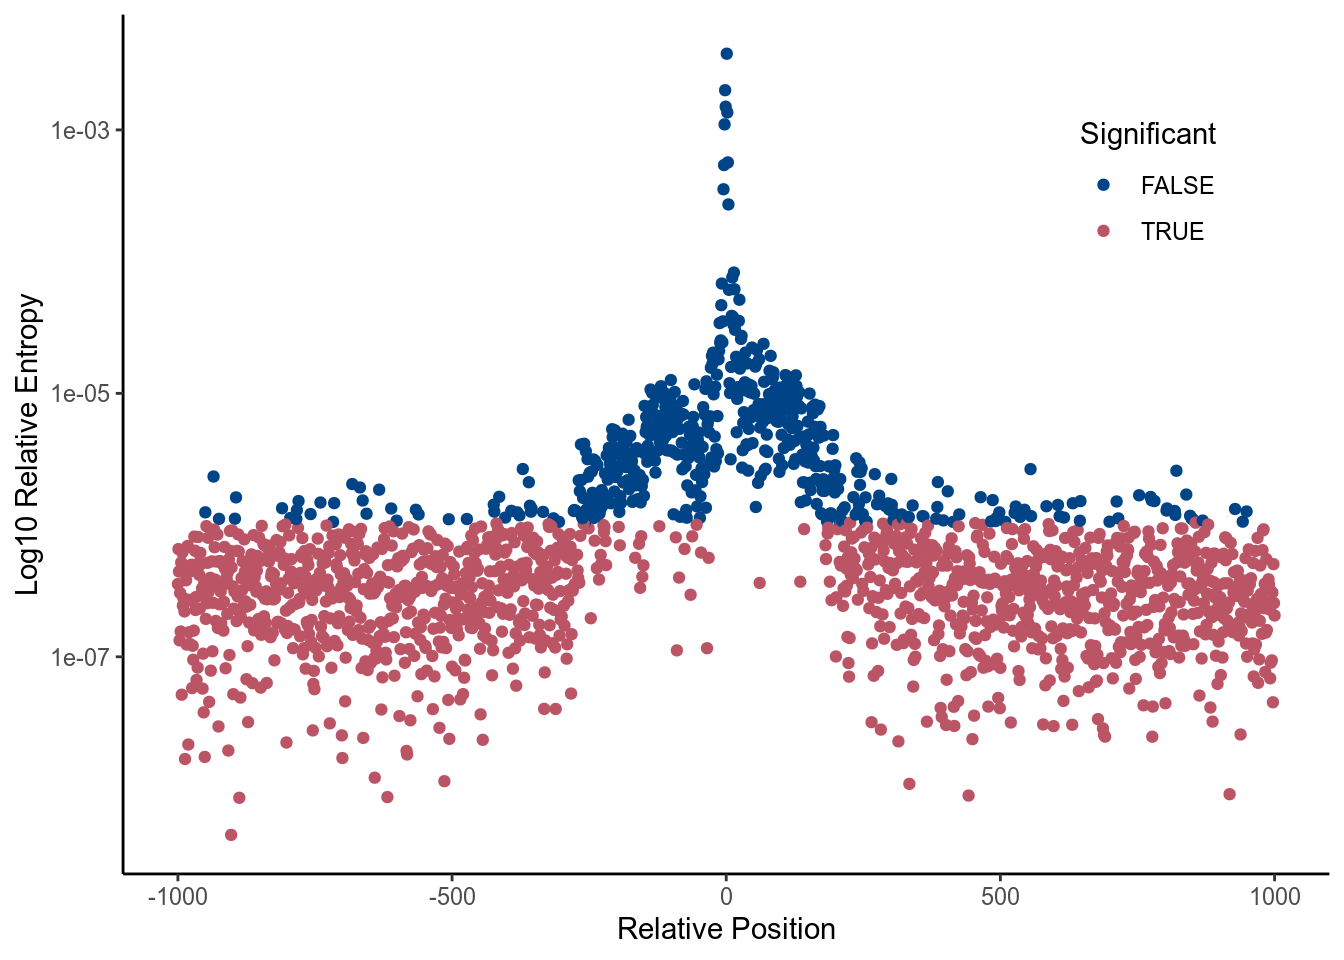 Log10 Relative Entropy
1e-03
1e-05
1e-07
Significant
FALSE
TRUE
-1000
-500
0
500
1000
Relative Position